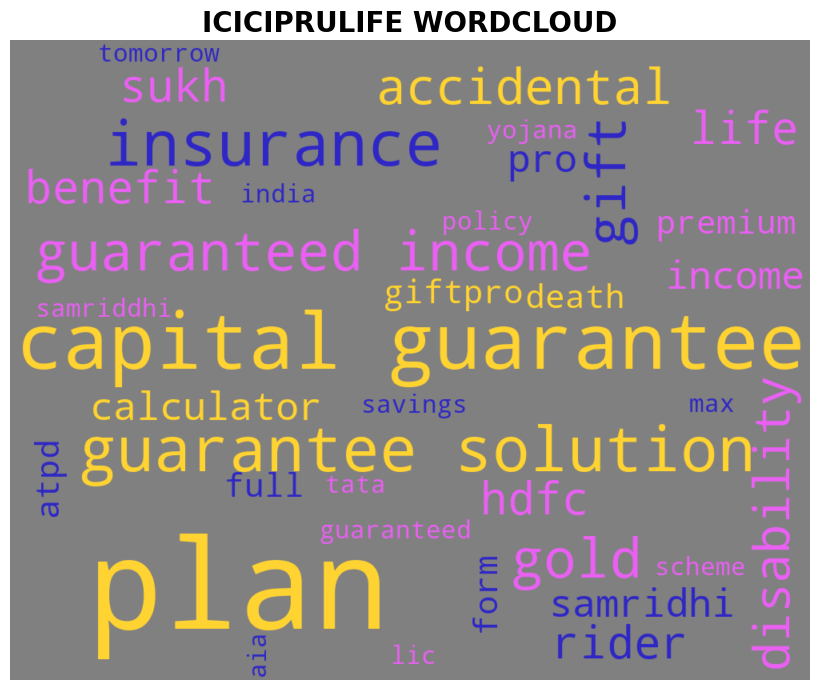 ICICIPRULIFE WORDCLOUD
tomorrow
sukh
accidental
life
insurance
yojana
pro
gift
benefit
india
policy
premium
guaranteed income
income
samriddhi
giftpro
death
capital guarantee
calculator
savings
max
guarantee solution
disability
atpd
full
tata
hdfc
guaranteed
plan
gold
form
scheme
samridhi
rider
aia
lic